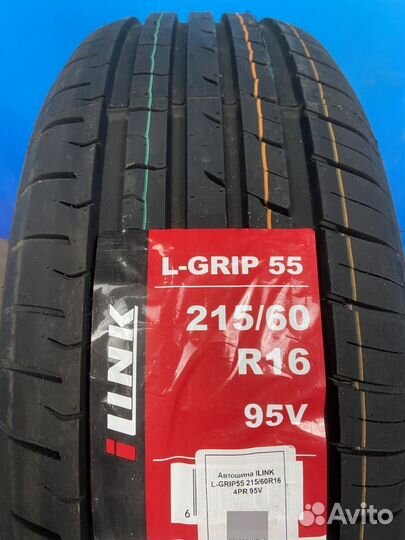 L-GRIP 55
215/60
R16
95V
iLINK
Автошина ILINK
L-GRIP55 215/60R16
4PR 95V
6
Avito